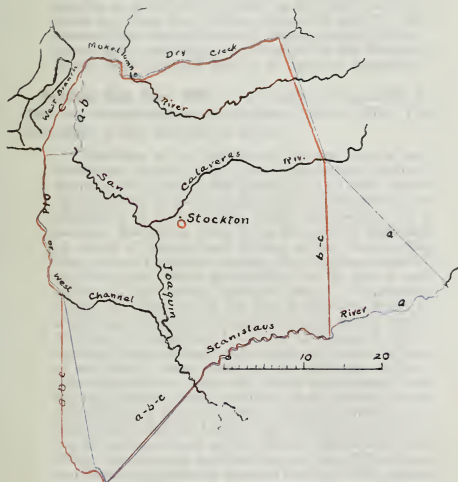 Mokelumne
Dry Creek
West Branch
C
a-b
River
Calaveras Riv.
San Joaquin
Stockton
Old or West Channel
b-c
a
a
Stanislaus River
0 10 20
a-b-c
a-b-c